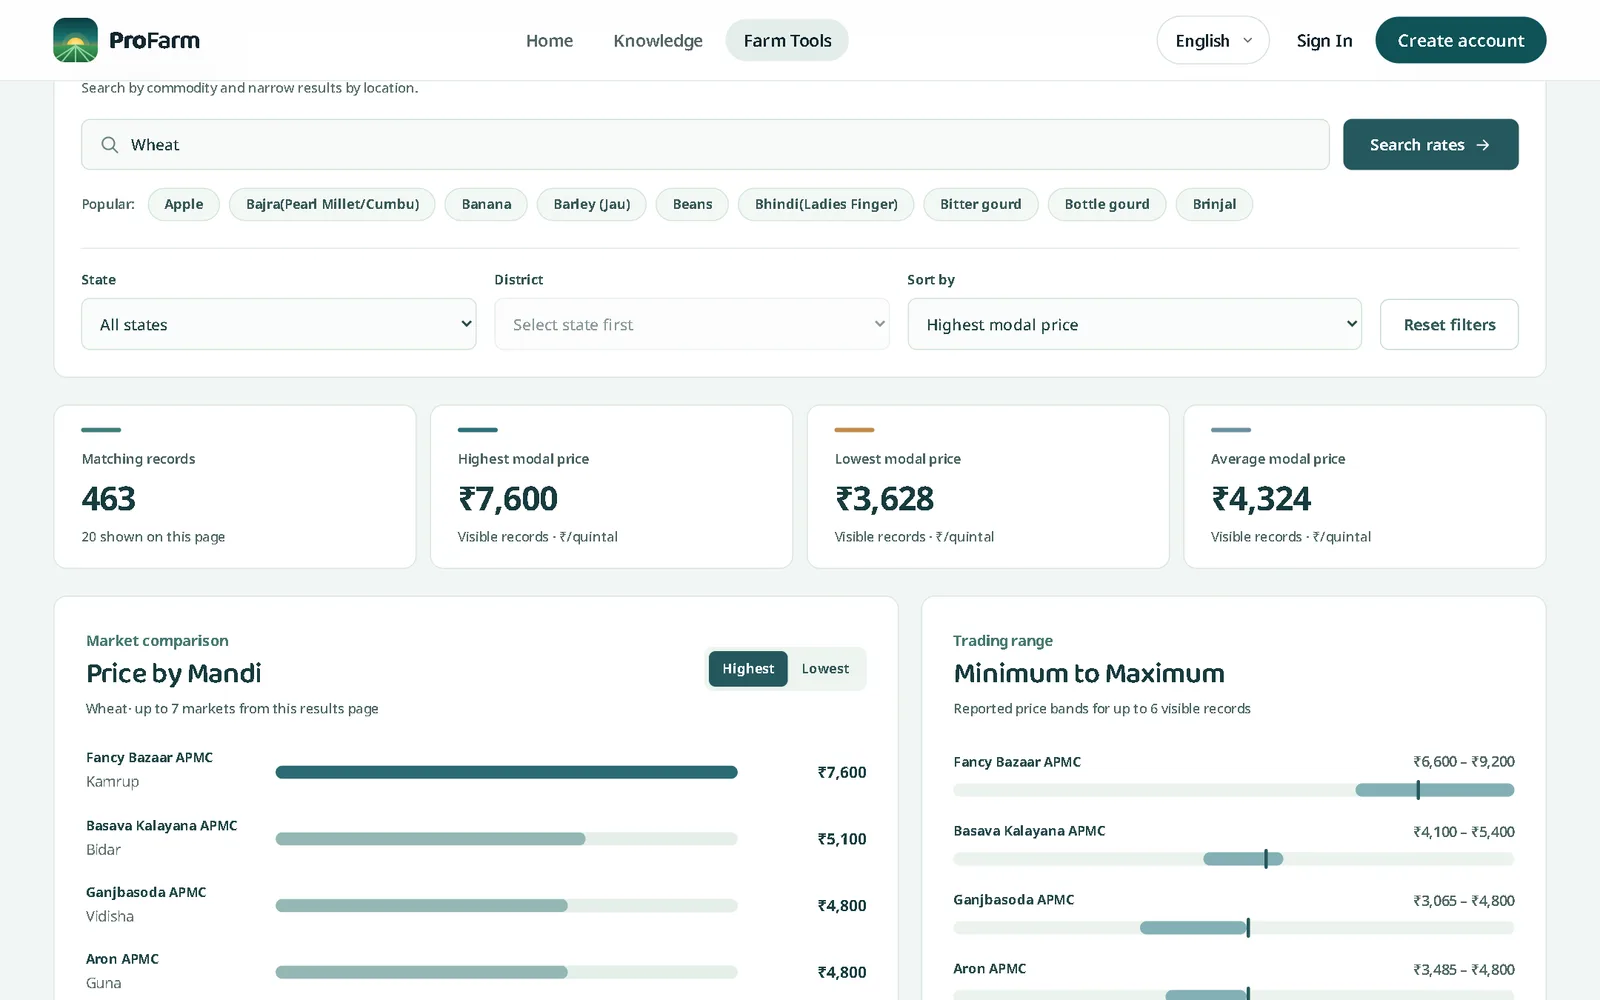 ProFarm
Home
Knowledge
Farm Tools
English
Sign In
Create account
Search by commodity and narrow results by location.
Wheat
Search rates →
Popular:
Apple
Bajra(Pearl Millet/Cumbu)
Banana
Barley (Jau)
Beans
Bhindi(Ladies Finger)
Bitter gourd
Bottle gourd
Brinjal
State
District
Sort by
All states
Select state first
Highest modal price
Reset filters
Matching records
463
20 shown on this page
Highest modal price
₹7,600
Visible records · ₹/quintal
Lowest modal price
₹3,628
Visible records · ₹/quintal
Average modal price
₹4,324
Visible records · ₹/quintal
Market comparison
Price by Mandi
Wheat· up to 7 markets from this results page
Highest
Lowest
Fancy Bazaar APMC
Kamrup
₹7,600
Basava Kalayana APMC
Bidar
₹5,100
Ganjbasoda APMC
Vidisha
₹4,800
Aron APMC
Guna
₹4,800
Trading range
Minimum to Maximum
Reported price bands for up to 6 visible records
Fancy Bazaar APMC
₹6,600 – ₹9,200
Basava Kalayana APMC
₹4,100 – ₹5,400
Ganjbasoda APMC
₹3,065 – ₹4,800
Aron APMC
₹3,485 – ₹4,800